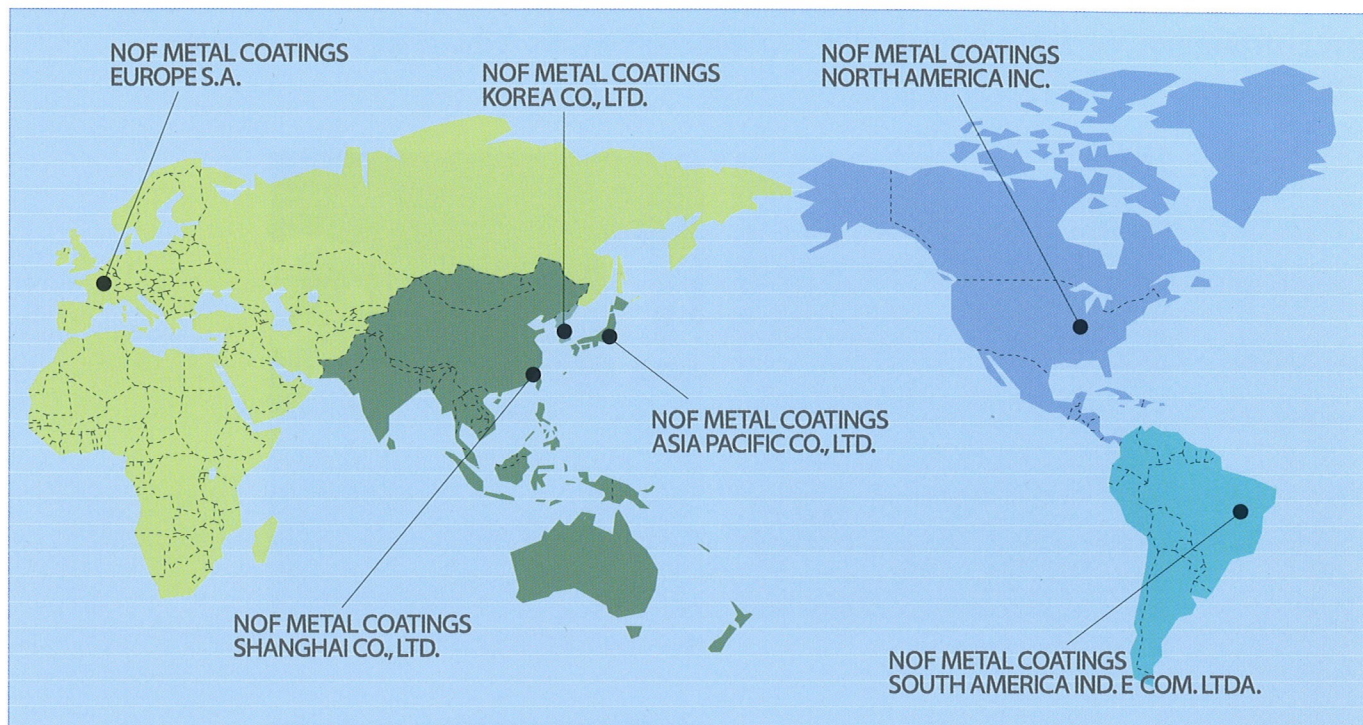 NOF METAL COATINGS
EUROPE S.A.
NOF METAL COATINGS
KOREA CO., LTD.
NOF METAL COATINGS
NORTH AMERICA INC.
NOF METAL COATINGS
ASIA PACIFIC CO., LTD.
NOF METAL COATINGS
SHANGHAI CO., LTD.
NOF METAL COATINGS
SOUTH AMERICA IND. E COM. LTDA.